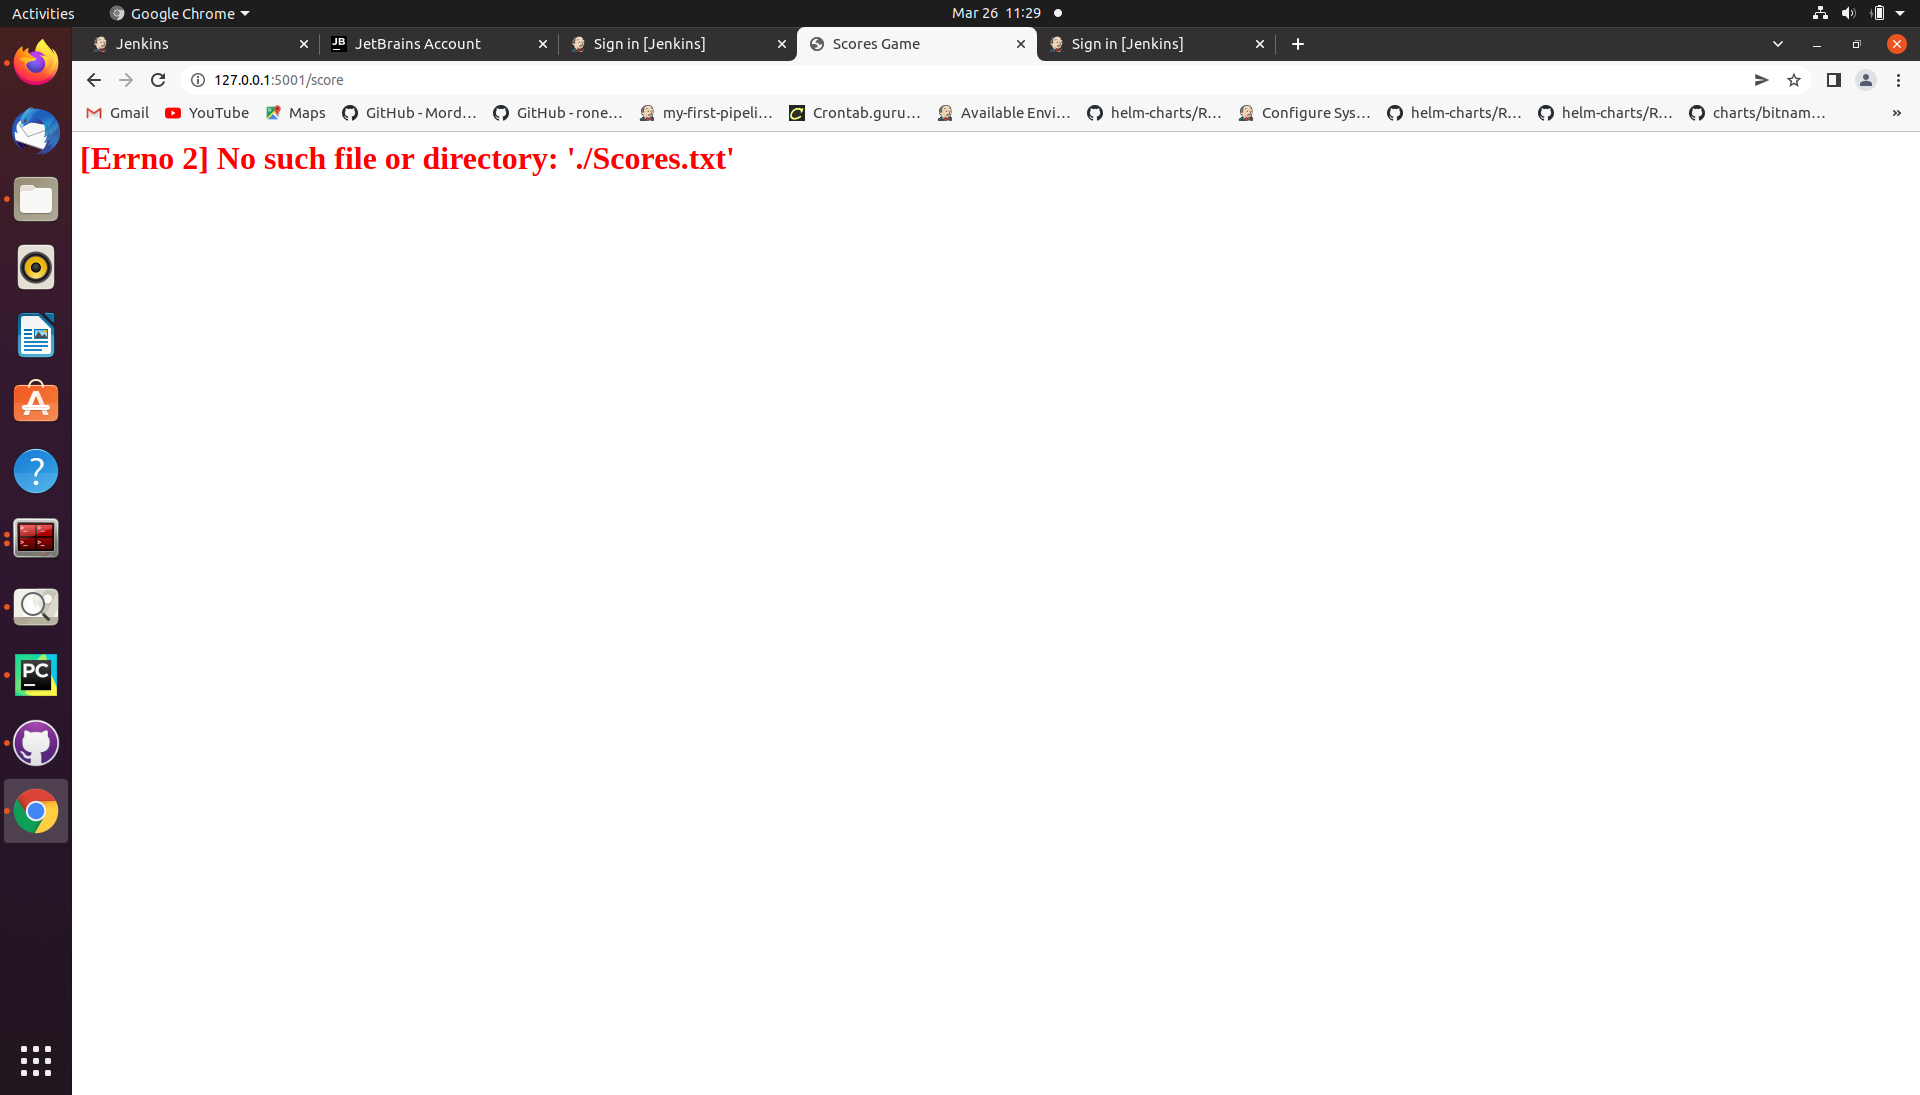 Activities
Google Chrome
Mar 26 11:29
Jenkins
JetBrains Account
Sign in [Jenkins]
Scores Game
Sign in [Jenkins]
127.0.0.1:5001/score
Gmail
YouTube
Maps
GitHub - Mord...
GitHub - rone...
my-first-pipeli...
Crontab.guru...
Available Envi...
helm-charts/R...
Configure Sys...
helm-charts/R...
helm-charts/R...
charts/bitnam...
»
[Errno 2] No such file or directory: './Scores.txt'
JB
?
PC